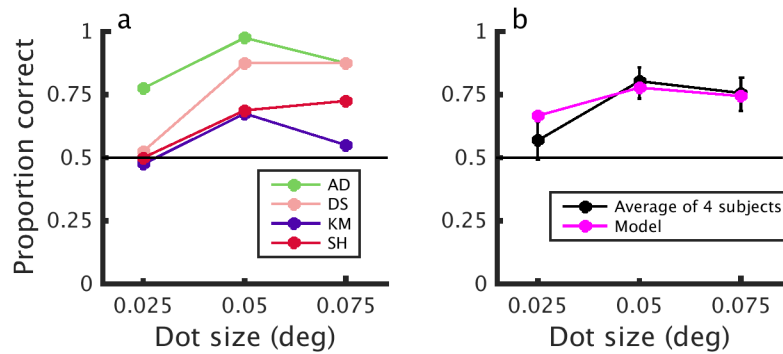 a
Proportion correct
1
0.75
0.5
0.25
0
AD
DS
KM
SH
0.025 0.05 0.075
Dot size (deg)
b
1
0.75
0.5
0.25
0
Average of 4 subjects
Model
0.025 0.05 0.075
Dot size (deg)